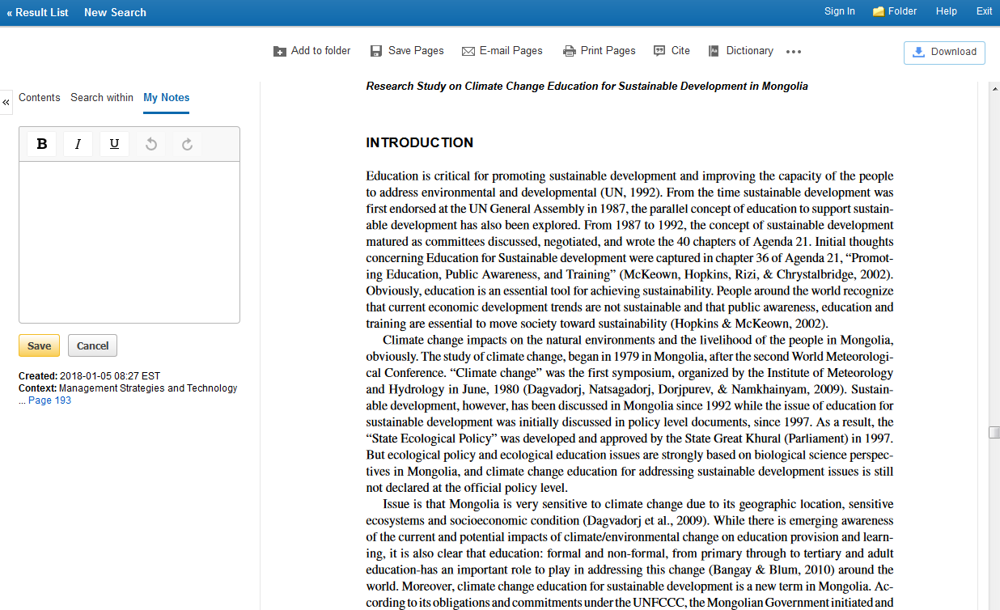 « Result List New Search Sign In Folder Help Exit
Add to folder Save Pages E-mail Pages Print Pages Cite Dictionary ••• Download
« Contents Search within My Notes
B I U
Save Cancel
Created: 2018-01-05 08:27 EST
Context: Management Strategies and Technology
... Page 193
Research Study on Climate Change Education for Sustainable Development in Mongolia
INTRODUCTION
Education is critical for promoting sustainable development and improving the capacity of the people
to address environmental and developmental (UN, 1992). From the time sustainable development was
first endorsed at the UN General Assembly in 1987, the parallel concept of education to support sustain-
able development has also been explored. From 1987 to 1992, the concept of sustainable development
matured as committees discussed, negotiated, and wrote the 40 chapters of Agenda 21. Initial thoughts
concerning Education for Sustainable development were captured in chapter 36 of Agenda 21, “Promot-
ing Education, Public Awareness, and Training” (McKeown, Hopkins, Rizi, & Chrystalbridge, 2002).
Obviously, education is an essential tool for achieving sustainability. People around the world recognize
that current economic development trends are not sustainable and that public awareness, education and
training are essential to move society toward sustainability (Hopkins & McKeown, 2002).
Climate change impacts on the natural environments and the livelihood of the people in Mongolia,
obviously. The study of climate change, began in 1979 in Mongolia, after the second World Meteorologi-
cal Conference. “Climate change” was the first symposium, organized by the Institute of Meteorology
and Hydrology in June, 1980 (Dagvadorj, Natsagadorj, Dorjpurev, & Namkhainyam, 2009). Sustain-
able development, however, has been discussed in Mongolia since 1992 while the issue of education for
sustainable development was initially discussed in policy level documents, since 1997. As a result, the
“State Ecological Policy” was developed and approved by the State Great Khural (Parliament) in 1997.
But ecological policy and ecological education issues are strongly based on biological science perspec-
tives in Mongolia, and climate change education for addressing sustainable development issues is still
not declared at the official policy level.
Issue is that Mongolia is very sensitive to climate change due to its geographic location, sensitive
ecosystems and socioeconomic condition (Dagvadorj et al., 2009). While there is emerging awareness
of the current and potential impacts of climate/environmental change on education provision and learn-
ing, it is also clear that education: formal and non-formal, from primary through to tertiary and adult
education-has an important role to play in addressing this change (Bangay & Blum, 2010) around the
world. Moreover, climate change education for sustainable development is a new term in Mongolia. Ac-
cording to its obligations and commitments under the UNFCCC, the Mongolian Government initiated and